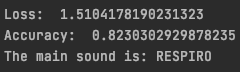 Loss:  1.5104178190231323
Accuracy:  0.8230302929878235
The main sound is: RESPIRO